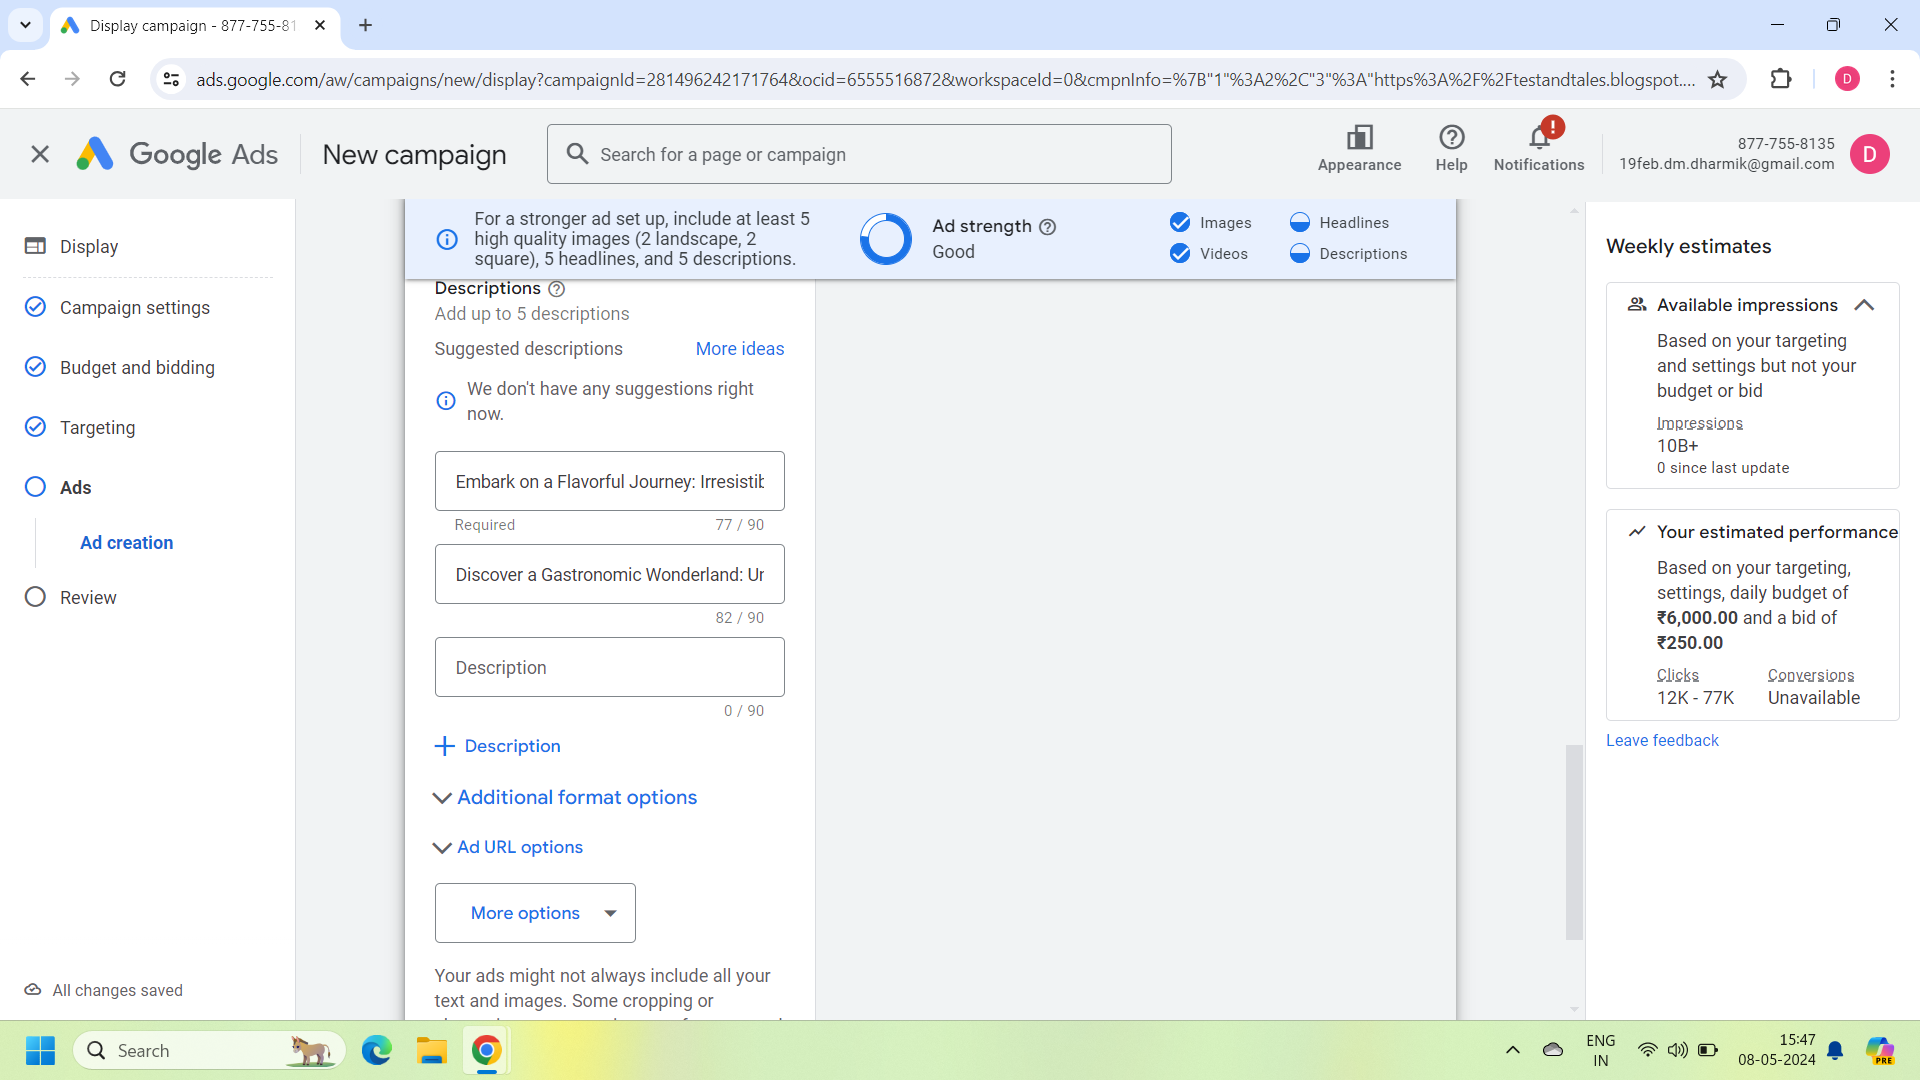 Display campaign - 877-755-81
ads.google.com/aw/campaigns/new/display?campaignId=281496242171764&ocid=6555516872&workspaceId=0&cmpnInfo=%7B"1"%3A2%2C"3"%3A"https%3A%2F%2Ftestandtales.blogspot....
D
Google Ads
New campaign
Search for a page or campaign
Appearance
Help
!
Notifications
877-755-8135
19feb.dm.dharmik@gmail.com
D
Display
Campaign settings
Budget and bidding
Targeting
Ads
Ad creation
Review
All changes saved
For a stronger ad set up, include at least 5
high quality images (2 landscape, 2
square), 5 headlines, and 5 descriptions.
Ad strength
Good
Images
Headlines
Videos
Descriptions
Descriptions
Add up to 5 descriptions
Suggested descriptions
More ideas
We don't have any suggestions right
now.
Embark on a Flavorful Journey: Irresistib
Required
77 / 90
Discover a Gastronomic Wonderland: Ur
82 / 90
Description
0 / 90
Description
Additional format options
Ad URL options
More options
Your ads might not always include all your
text and images. Some cropping or
Weekly estimates
Available impressions
Based on your targeting
and settings but not your
budget or bid
Impressions
10B+
0 since last update
Your estimated performance
Based on your targeting,
settings, daily budget of
₹6,000.00 and a bid of
₹250.00
Clicks
Conversions
12K - 77K
Unavailable
Leave feedback
Search
ENG
IN
15:47
08-05-2024
PRE